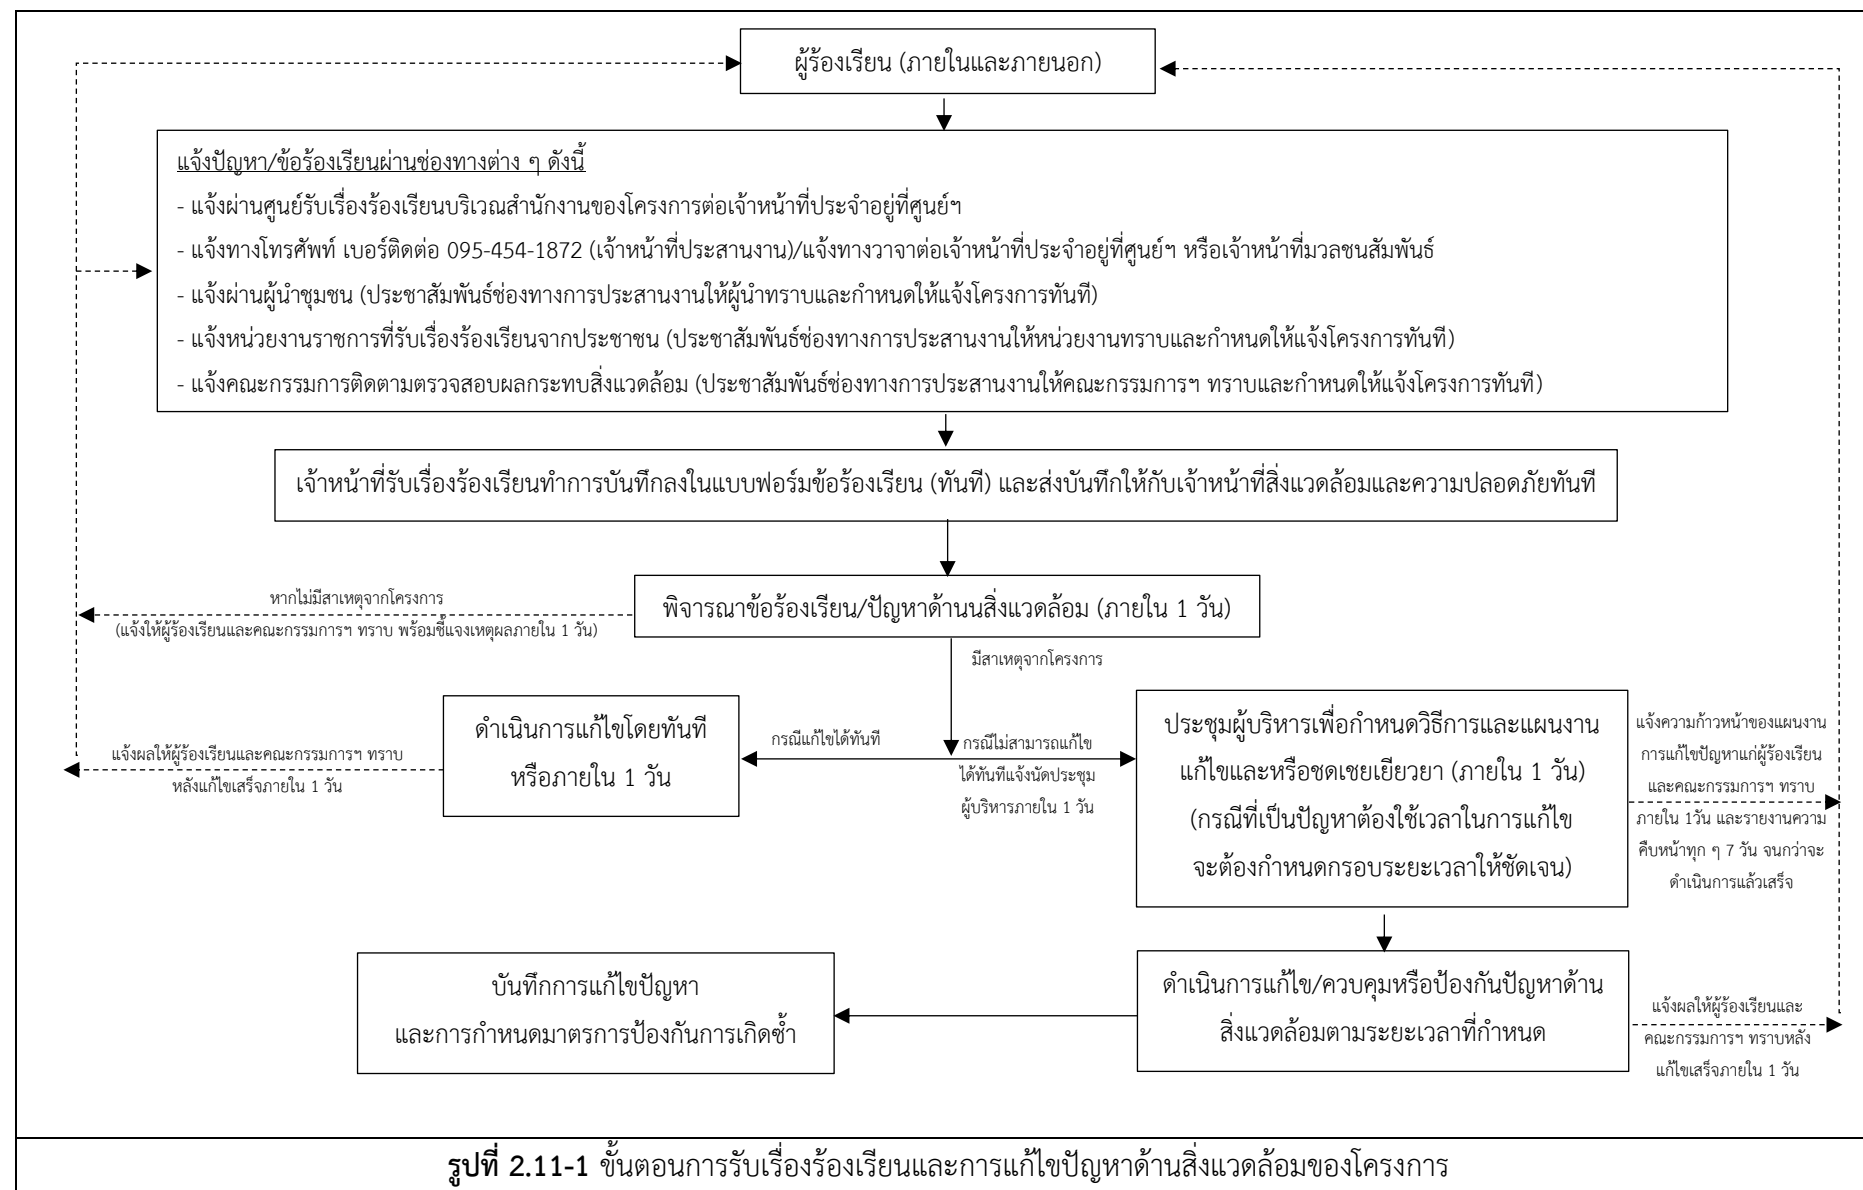 ผู้ร้องเรียน (ภายในและภายนอก)
แจ้งปัญหา/ข้อร้องเรียนผ่านช่องทางต่าง ๆ ดังนี้
- แจ้งผ่านศูนย์รับเรื่องร้องเรียนบริเวณสำนักงานของโครงการต่อเจ้าหน้าที่ประจำอยู่ที่ศูนย์ฯ
- แจ้งทางโทรศัพท์ เบอร์ติดต่อ 095-454-1872 (เจ้าหน้าที่ประสานงาน)/แจ้งทางวาจาต่อเจ้าหน้าที่ประจำอยู่ที่ศูนย์ฯ หรือเจ้าหน้าที่มวลชนสัมพันธ์
- แจ้งผ่านผู้นำชุมชน (ประชาสัมพันธ์ช่องทางการประสานงานให้ผู้นำทราบและกำหนดให้แจ้งโครงการทันที)
- แจ้งหน่วยงานราชการที่รับเรื่องร้องเรียนจากประชาชน (ประชาสัมพันธ์ช่องทางการประสานงานให้หน่วยงานทราบและกำหนดให้แจ้งโครงการทันที)
- แจ้งคณะกรรมการติดตามตรวจสอบผลกระทบสิ่งแวดล้อม (ประชาสัมพันธ์ช่องทางการประสานงานให้คณะกรรมการฯ ทราบและกำหนดให้แจ้งโครงการทันที)
เจ้าหน้าที่รับเรื่องร้องเรียนทำการบันทึกลงในแบบฟอร์มข้อร้องเรียน (ทันที) และส่งบันทึกให้กับเจ้าหน้าที่สิ่งแวดล้อมและความปลอดภัยทันที
พิจารณาข้อร้องเรียน/ปัญหาด้านนสิ่งแวดล้อม (ภายใน 1 วัน)
หากไม่มีสาเหตุจากโครงการ
(แจ้งให้ผู้ร้องเรียนและคณะกรรมการฯ ทราบ พร้อมชี้แจงเหตุผลภายใน 1 วัน)
มีสาเหตุจากโครงการ
ดำเนินการแก้ไขโดยทันที
หรือภายใน 1 วัน
กรณีแก้ไขได้ทันที
แจ้งผลให้ผู้ร้องเรียนและคณะกรรมการฯ ทราบ
หลังแก้ไขเสร็จภายใน 1 วัน
กรณีไม่สามารถแก้ไข
ได้ทันทีแจ้งนัดประชุม
ผู้บริหารภายใน 1 วัน
ประชุมผู้บริหารเพื่อกำหนดวิธีการและแผนงาน
แก้ไขและหรือชดเชยเยียวยา (ภายใน 1 วัน)
(กรณีที่เป็นปัญหาต้องใช้เวลาในการแก้ไข
จะต้องกำหนดกรอบระยะเวลาให้ชัดเจน)
แจ้งความก้าวหน้าของแผนงาน
การแก้ไขปัญหาแก่ผู้ร้องเรียน
และคณะกรรมการฯ ทราบ
ภายใน 1วัน และรายงานความ
คืบหน้าทุก ๆ 7 วัน จนกว่าจะ
ดำเนินการแล้วเสร็จ
ดำเนินการแก้ไข/ควบคุมหรือป้องกันปัญหาด้าน
สิ่งแวดล้อมตามระยะเวลาที่กำหนด
แจ้งผลให้ผู้ร้องเรียนและ
คณะกรรมการฯ ทราบหลัง
แก้ไขเสร็จภายใน 1 วัน
บันทึกการแก้ไขปัญหา
และการกำหนดมาตรการป้องกันการเกิดซ้ำ
รูปที่ 2.11-1 ขั้นตอนการรับเรื่องร้องเรียนและการแก้ไขปัญหาด้านสิ่งแวดล้อมของโครงการ